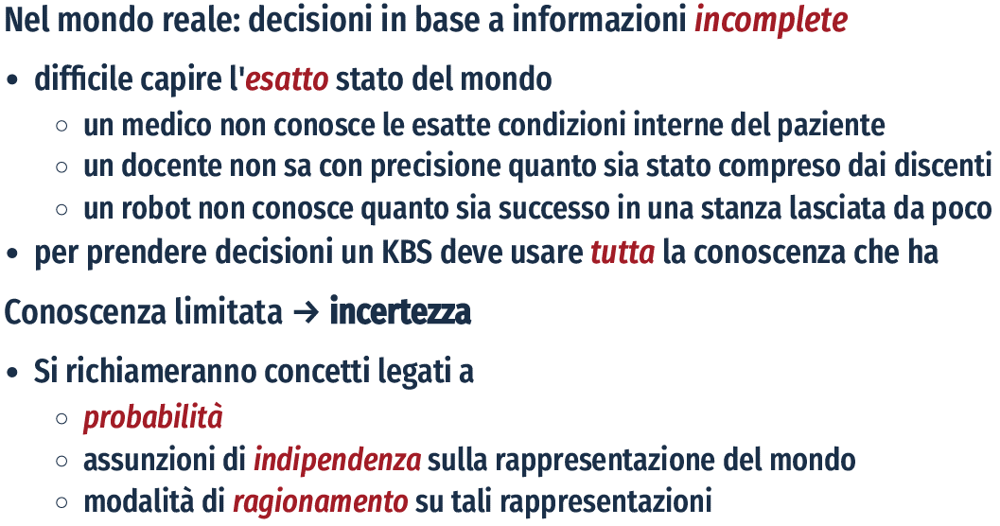 Nel mondo reale: decisioni in base a informazioni incomplete
• difficile capire l'esatto stato del mondo
○ un medico non conosce le esatte condizioni interne del paziente
○ un docente non sa con precisione quanto sia stato compreso dai discenti
○ un robot non conosce quanto sia successo in una stanza lasciata da poco
• per prendere decisioni un KBS deve usare tutta la conoscenza che ha
Conoscenza limitata → incertezza
• Si richiameranno concetti legati a
○ probabilità
○ assunzioni di indipendenza sulla rappresentazione del mondo
○ modalità di ragionamento su tali rappresentazioni